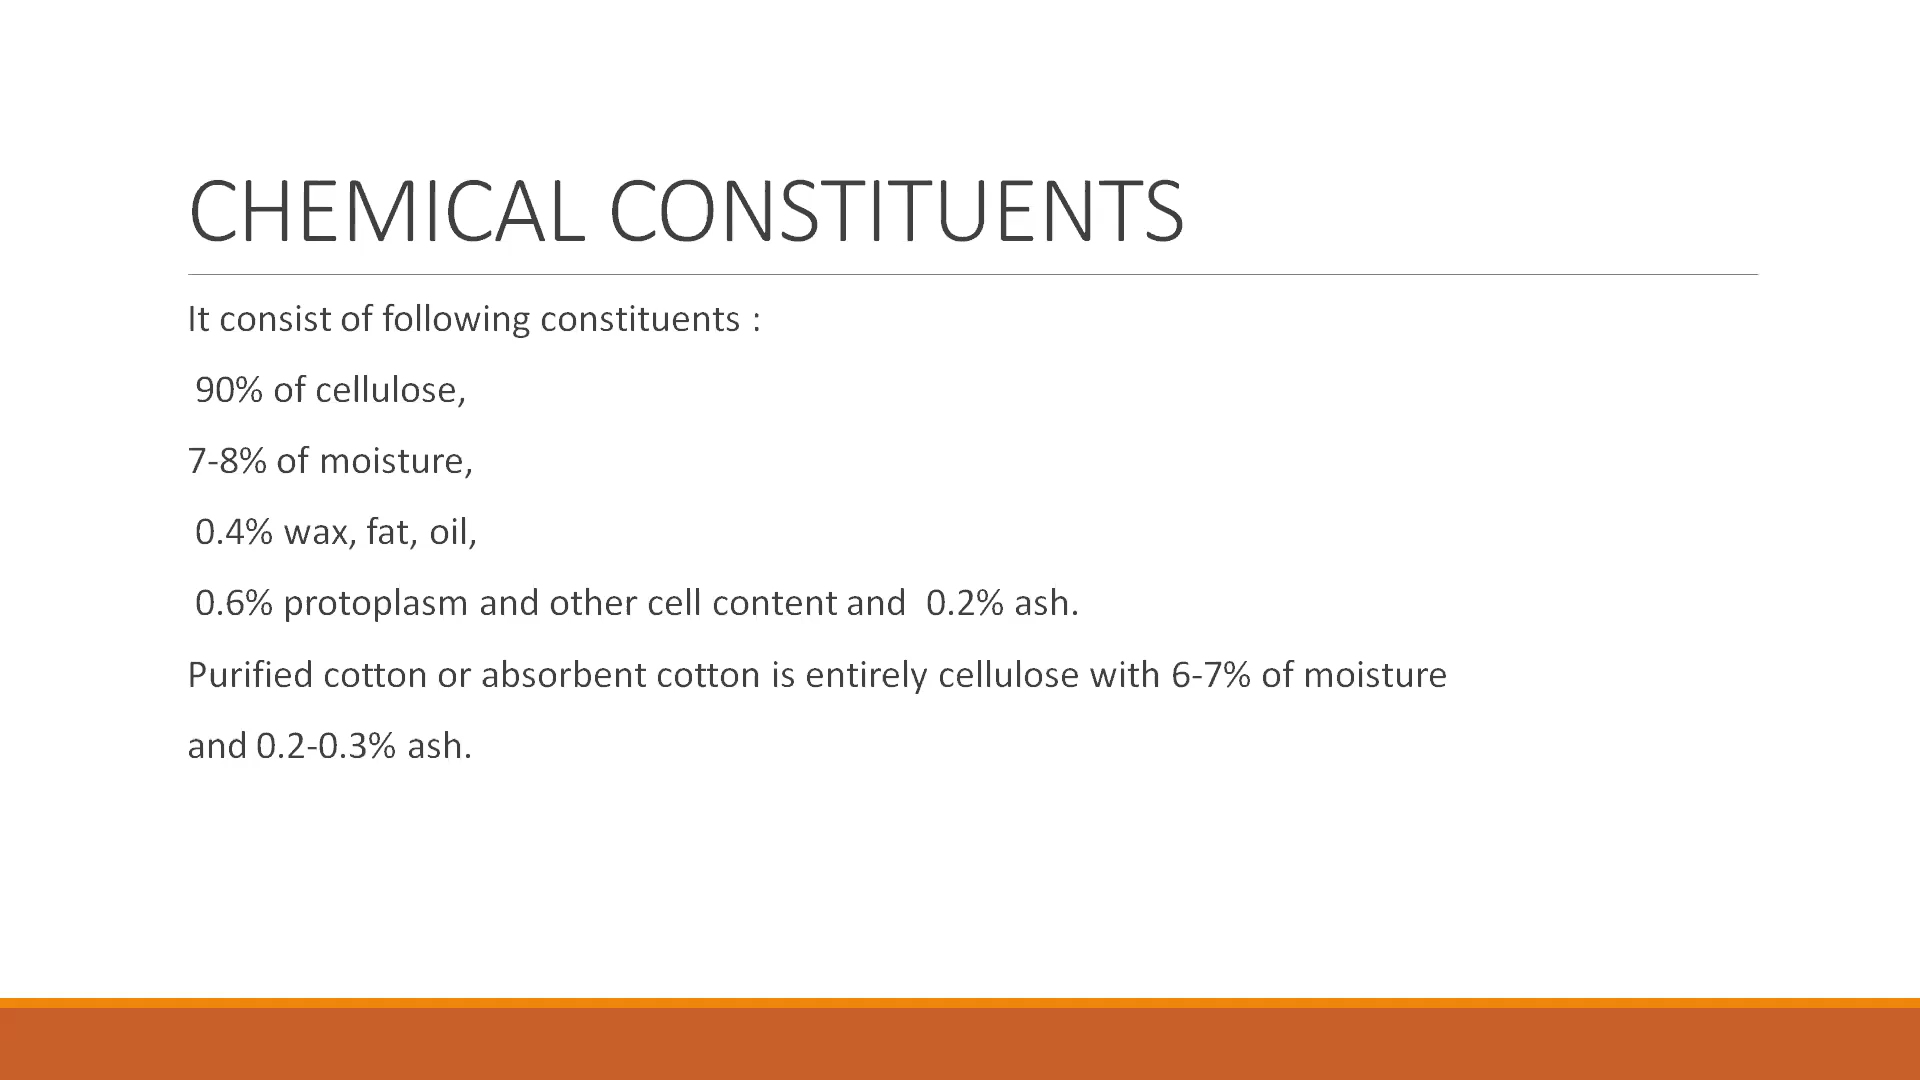 CHEMICAL CONSTITUENTS
It consist of following constituents :
90% of cellulose,
7-8% of moisture,
0.4% wax, fat, oil,
0.6% protoplasm and other cell content and  0.2% ash.
Purified cotton or absorbent cotton is entirely cellulose with 6-7% of moisture
and 0.2-0.3% ash.